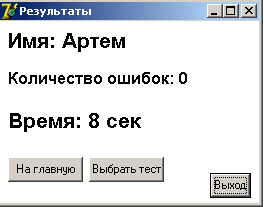 Результаты
Имя: Артем
Количество ошибок: 0
Время: 8 сек
На главную Выбрать тест
Выход